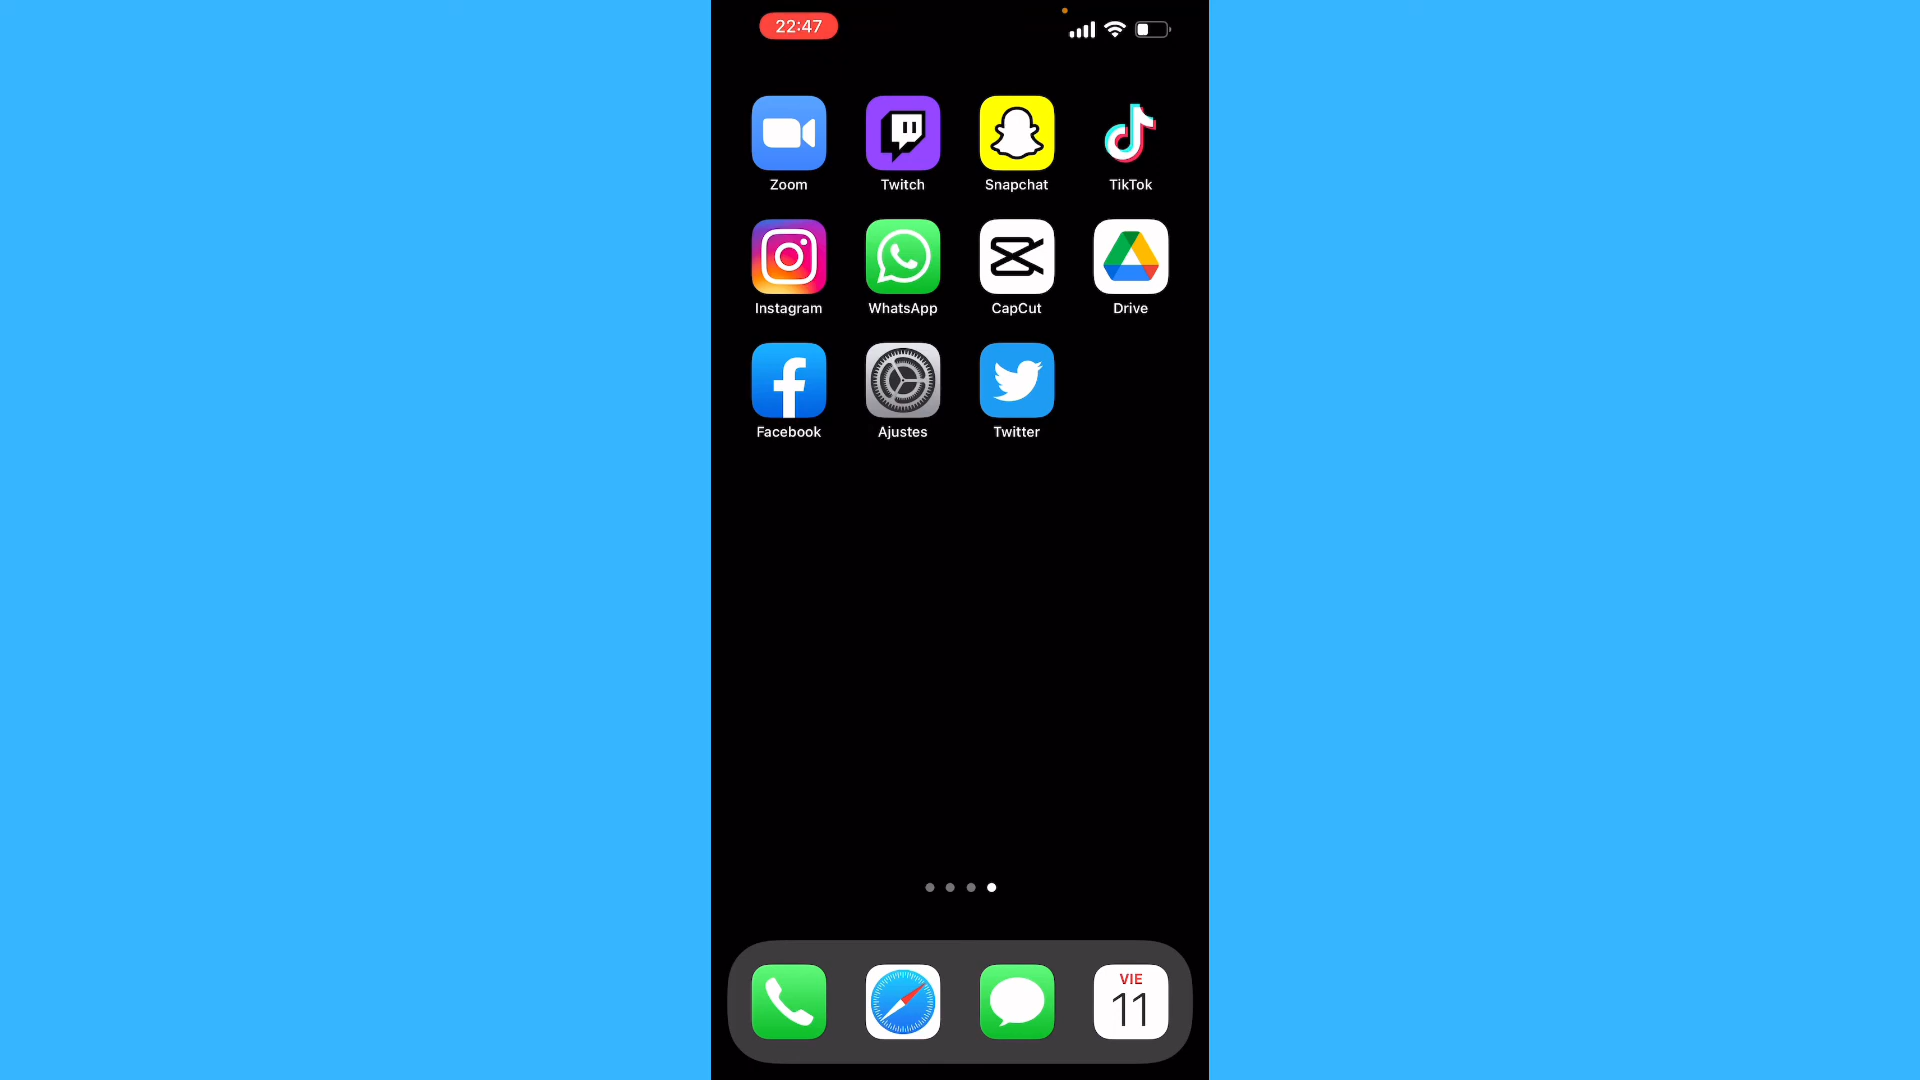 22:47
Zoom
Twitch
Snapchat
TikTok
Instagram
WhatsApp
CapCut
Drive
Facebook
Ajustes
Twitter
VIE
11